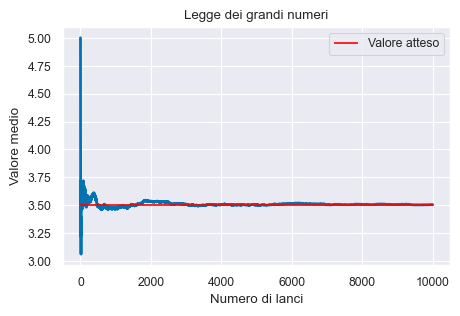 Legge dei grandi numeri
Valore atteso
Valore medio
5.00
4.75
4.50
4.25
4.00
3.75
3.50
3.25
3.00
0 2000 4000 6000 8000 10000
Numero di lanci